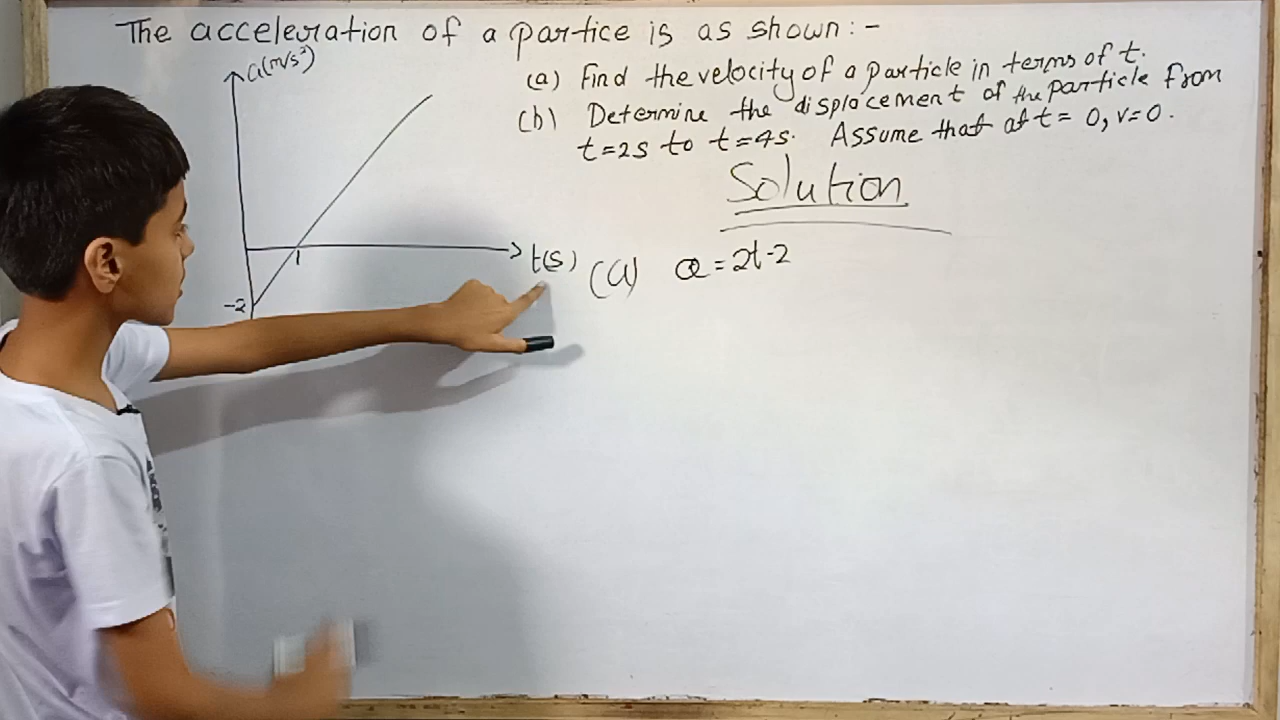 The acceleration of a partice is as shown:-
a(m/s²)
(a) Find the velocity of a particle in terms of t.
(b) Determine the displacement of the particle from
t=2s to t=4s. Assume that at t=0, v=0.
Solution
t(s)
1
-2
(a) a=2t-2